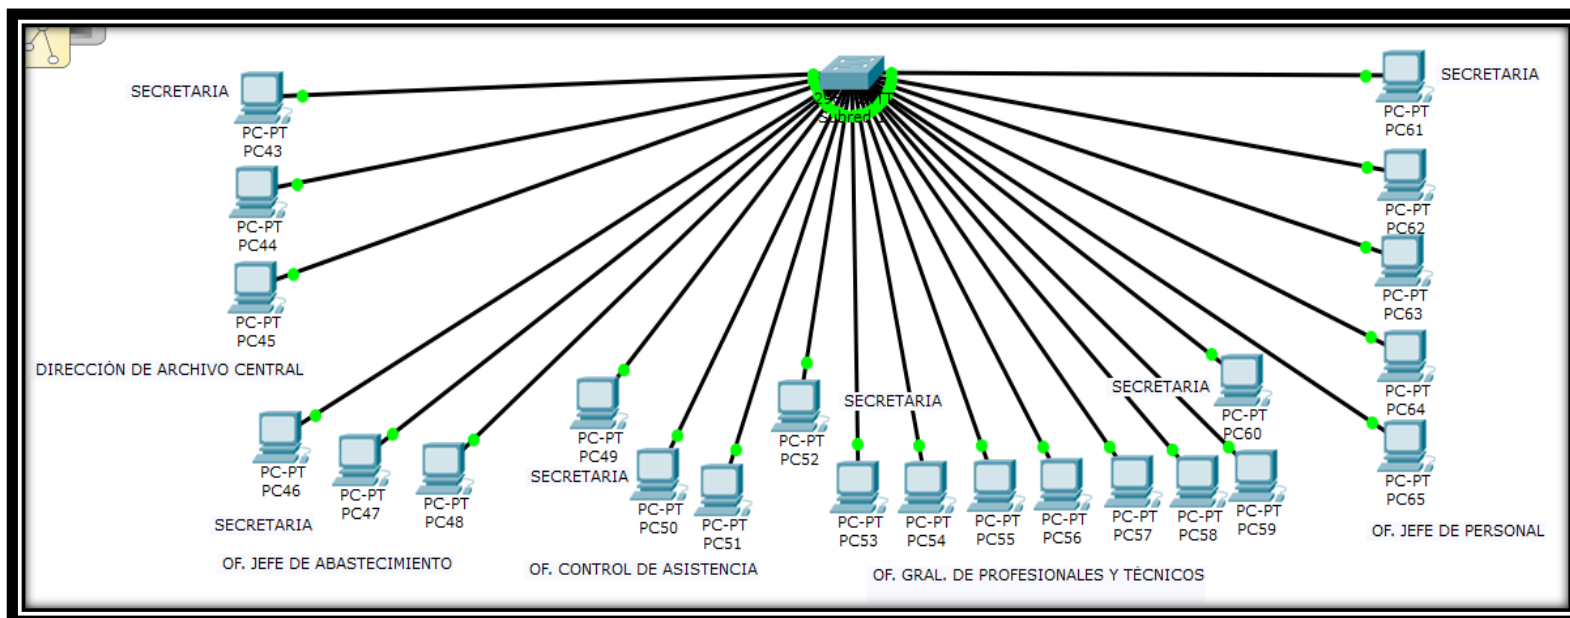 SECRETARIA
PC-PT
PC43
PC-PT
PC44
PC-PT
PC45
DIRECCIÓN DE ARCHIVO CENTRAL
PC-PT
PC46
SECRETARIA
PC-PT
PC47
PC-PT
PC48
OF. JEFE DE ABASTECIMIENTO
PC-PT
PC49
SECRETARIA
PC-PT
PC50
PC-PT
PC51
OF. CONTROL DE ASISTENCIA
Subred
PC-PT
PC52
SECRETARIA
PC-PT
PC53
PC-PT
PC54
PC-PT
PC55
PC-PT
PC56
PC-PT
PC57
PC-PT
PC58
PC-PT
PC59
SECRETARIA
PC-PT
PC60
OF. GRAL. DE PROFESIONALES Y TÉCNICOS
SECRETARIA
PC-PT
PC61
PC-PT
PC62
PC-PT
PC63
PC-PT
PC64
PC-PT
PC65
OF. JEFE DE PERSONAL